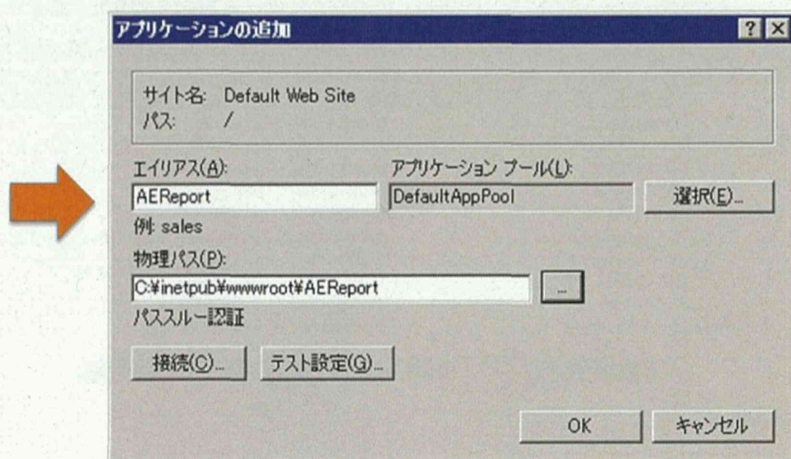 アプリケーションの追加
サイト名: Default Web Site
パス: /
エイリアス(A):
アプリケーション プール(L):
AEReport
DefaultAppPool
選択(E)...
例: sales
物理パス(P):
C:¥inetpub¥wwwroot¥AEReport
...
パススルー認証
接続(C)...
テスト設定(G)...
OK
キャンセル